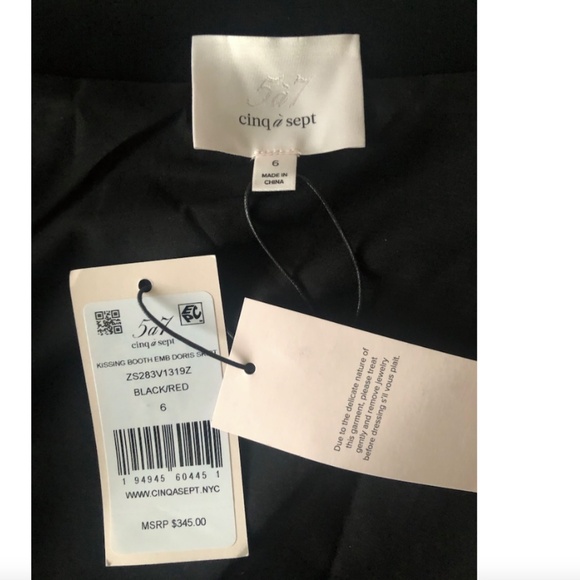 5à7
cinq à sept
6
MADE IN
CHINA
5à7
cinq à sept
KISSING BOOTH EMB DORIS SKIRT
ZS283V1319Z
BLACK/RED
6
1 94945 60445 1
WWW.CINQASEPT.NYC
MSRP $345.00
Due to the delicate nature of
this garment, please treat
gently and remove jewelry
before dressing s'il vous plait.